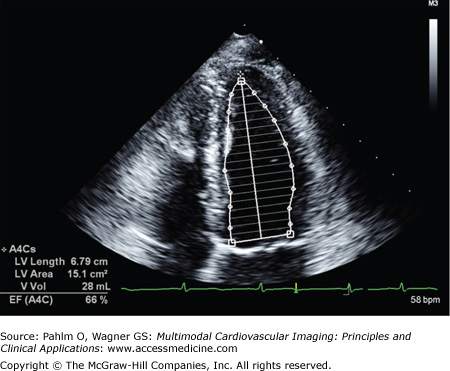 M3
A4Cs
LV Length 6.79 cm
LV Area 15.1 cm²
V Vol 28 mL
EF (A4C) 66 %
58 bpm
Source: Pahlm O, Wagner GS: Multimodal Cardiovascular Imaging: Principles and
Clinical Applications: www.accessmedicine.com
Copyright © The McGraw-Hill Companies, Inc. All rights reserved.